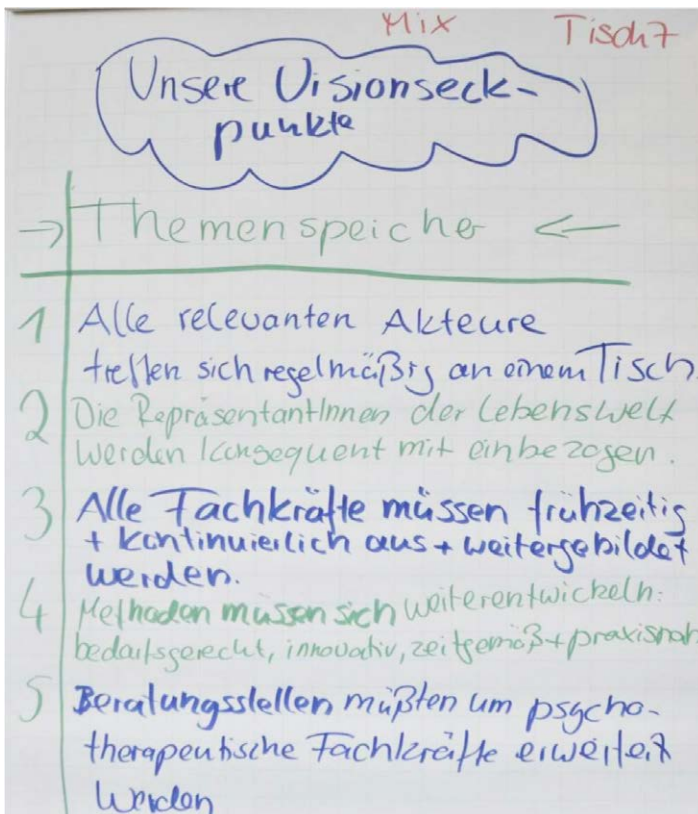 Mix Tisch 7
Unsere Visionseck-
punkte
→ Themenspeicher ←
1 Alle relevanten Akteure
treffen sich regelmäßig an einem Tisch
2 Die RepräsentantInnen der Lebenswelt
werden konsequent mit einbezogen.
3 Alle Fachkräfte müssen frühzeitig
+ kontinuierlich aus + weitergebildet
werden.
4 Methoden müssen sich weiterentwickeln:
bedarfsgerecht, innovativ, zeitgemäß + praxisnah
5 Beratungsstellen müßten um psycho-
therapeutische Fachkräfte erweitert
werden